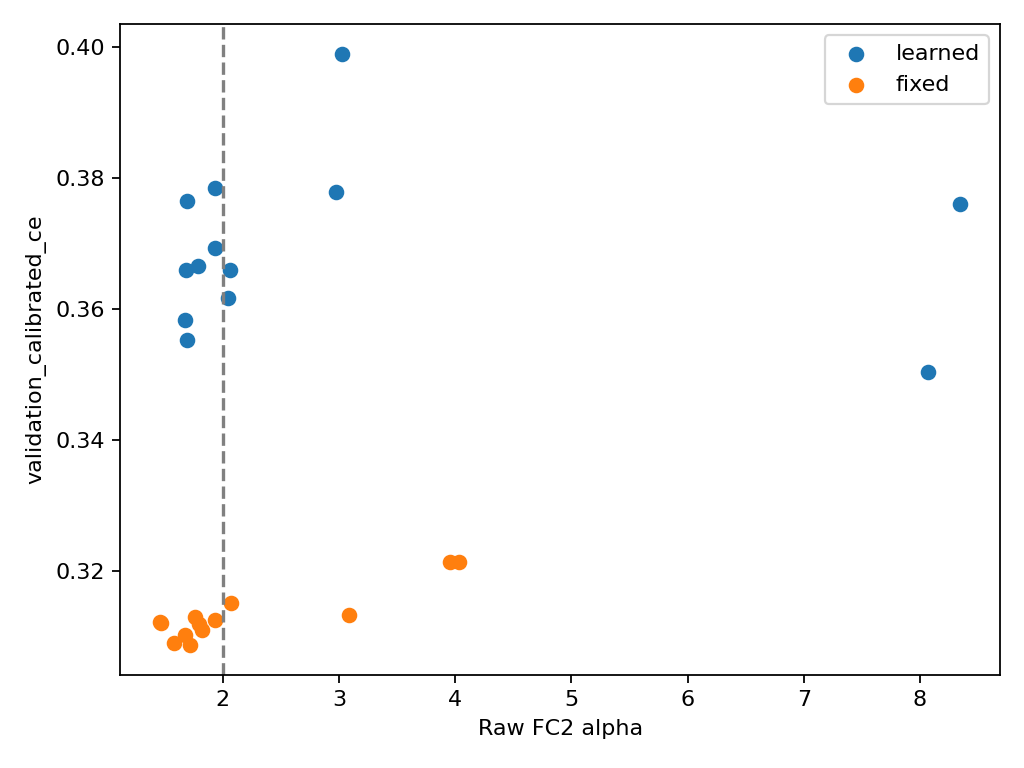 learned
fixed
0.40
0.38
0.36
0.34
0.32
validation_calibrated_ce
2 3 4 5 6 7 8
Raw FC2 alpha